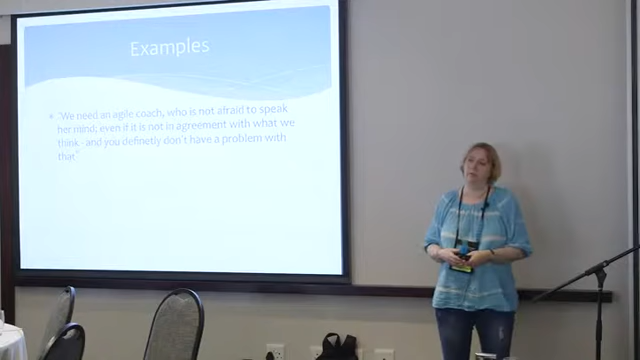 Examples
"We need an agile coach, who is not afraid to speak
her mind; even if it is not in agreement with what we
think - and you definetly don't have a problem with
that"